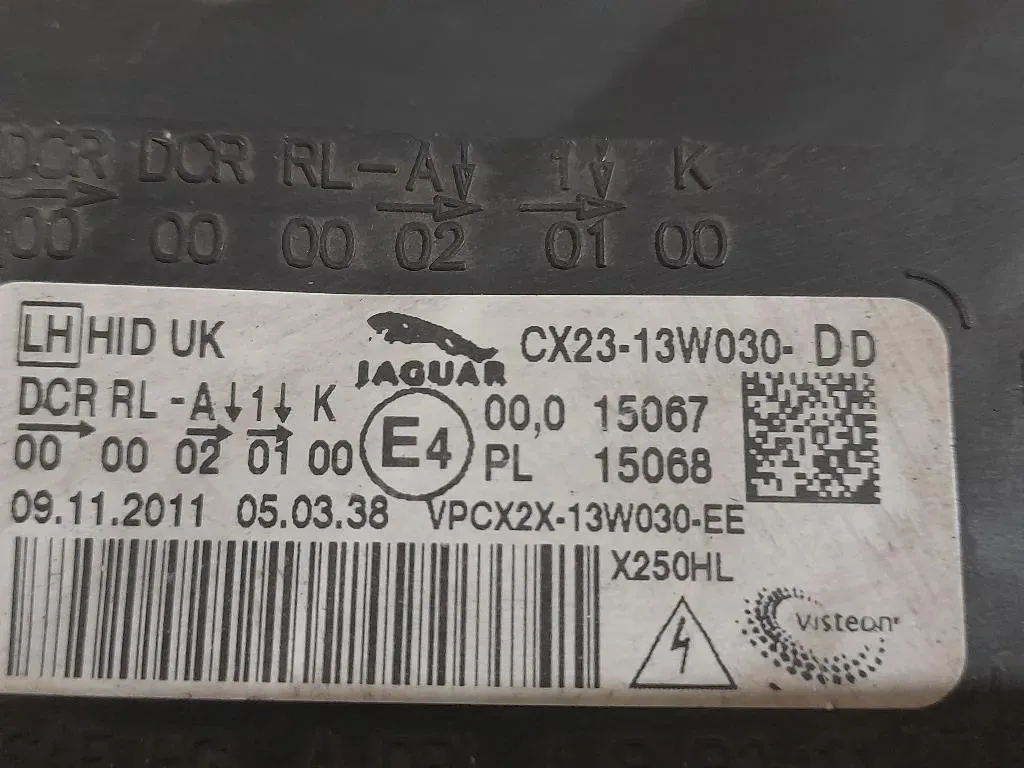 DCR DCR RL-A↓ 1↓ K
00 00 00 02 01 00
LH HID UK
JAGUAR
CX23-13W030- DD
DCR RL -A↓1↓ K
00 00 02 01 00
E4
00,0 15067
PL 15068
09.11.2011 05.03.38 VPCX2X-13W030-EE
X250HL
Visteon